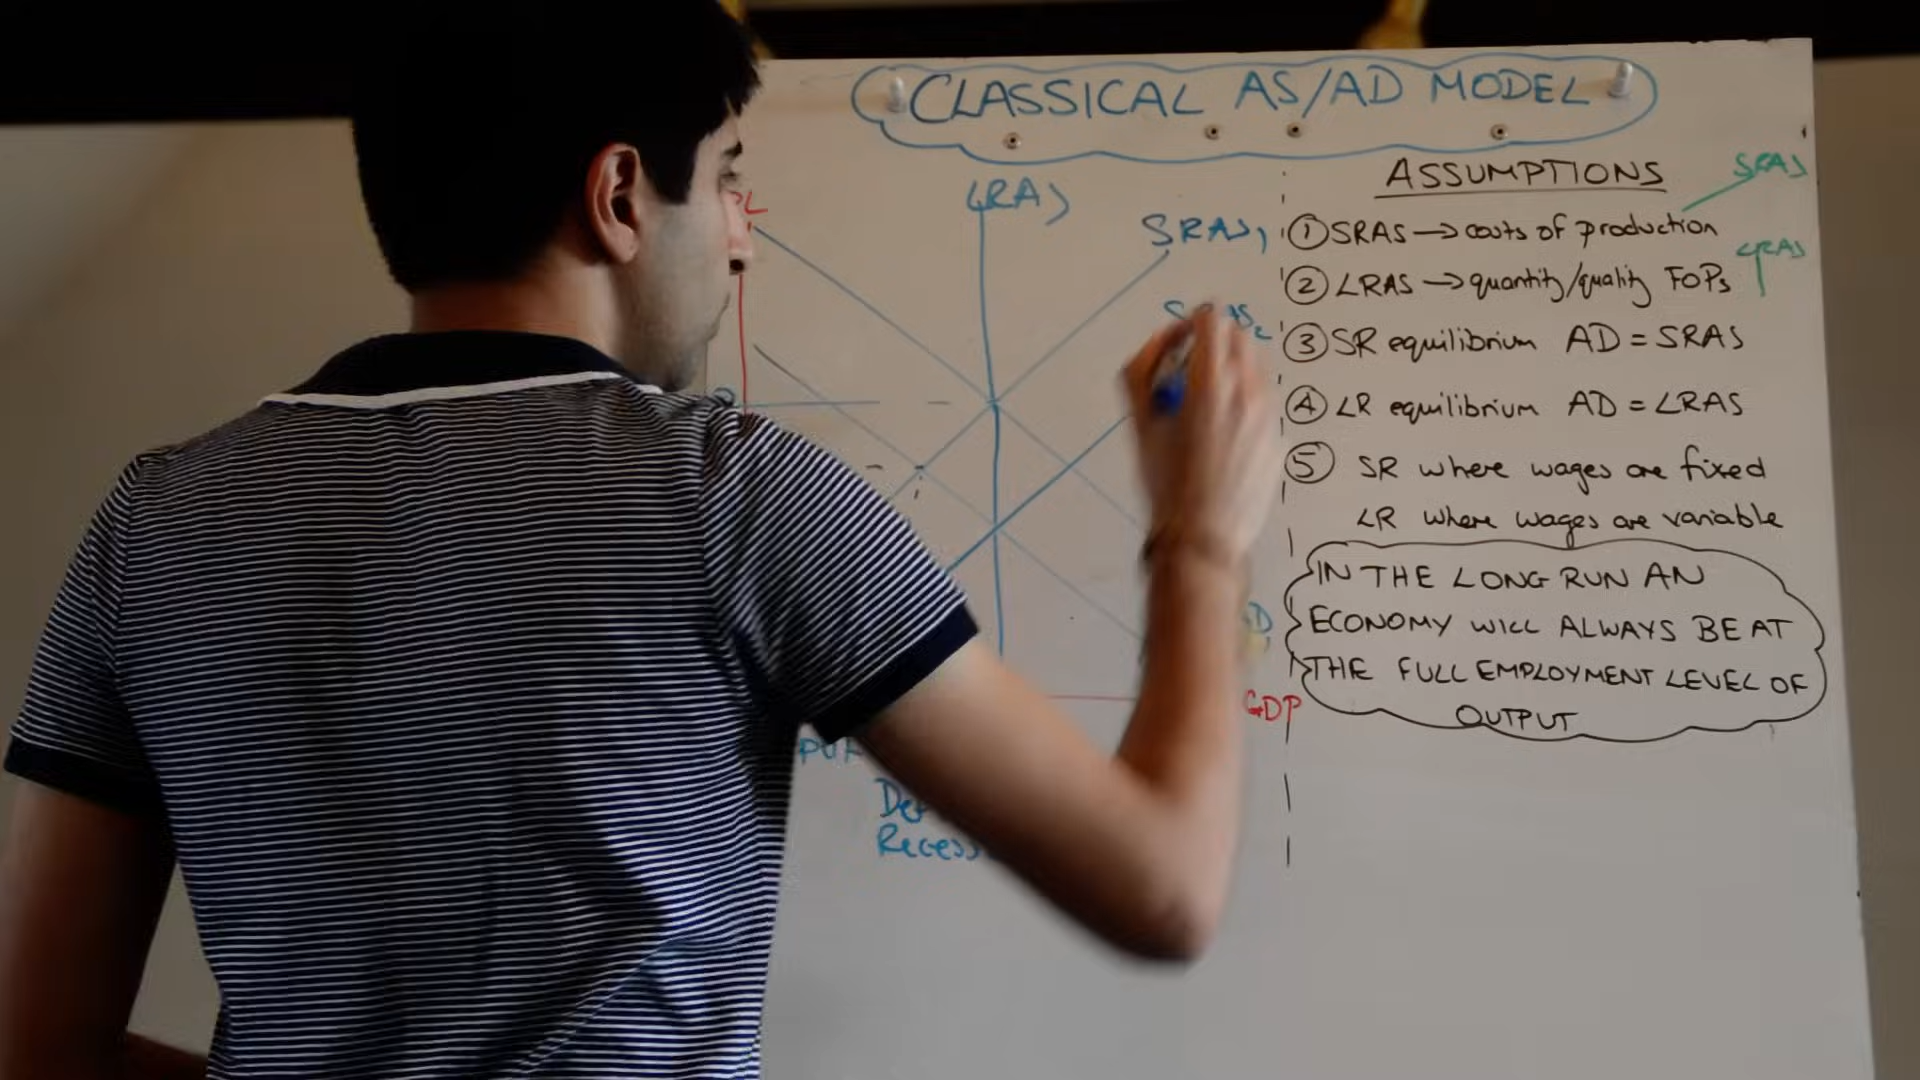 CLASSICAL AS/AD MODEL
LRAS
SRAS1
SRAS2
GDP
Recess
ASSUMPTIONS
SRAS
① SRAS → costs of production
LRAS
② LRAS → quantity/quality FOPs
③ SR equilibrium AD = SRAS
④ LR equilibrium AD = LRAS
⑤ SR where wages are fixed
LR where wages are variable
IN THE LONG RUN AN
ECONOMY WILL ALWAYS BE AT
THE FULL EMPLOYMENT LEVEL OF
OUTPUT